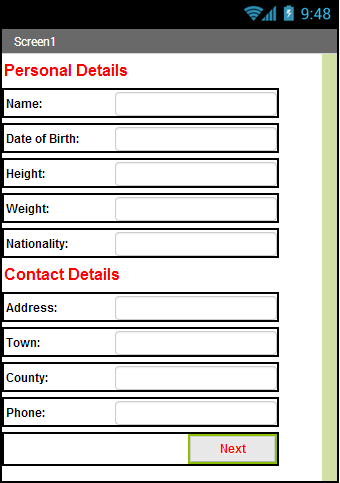 9:48
Screen1
Personal Details
Name:
Date of Birth:
Height:
Weight:
Nationality:
Contact Details
Address:
Town:
County:
Phone:
Next